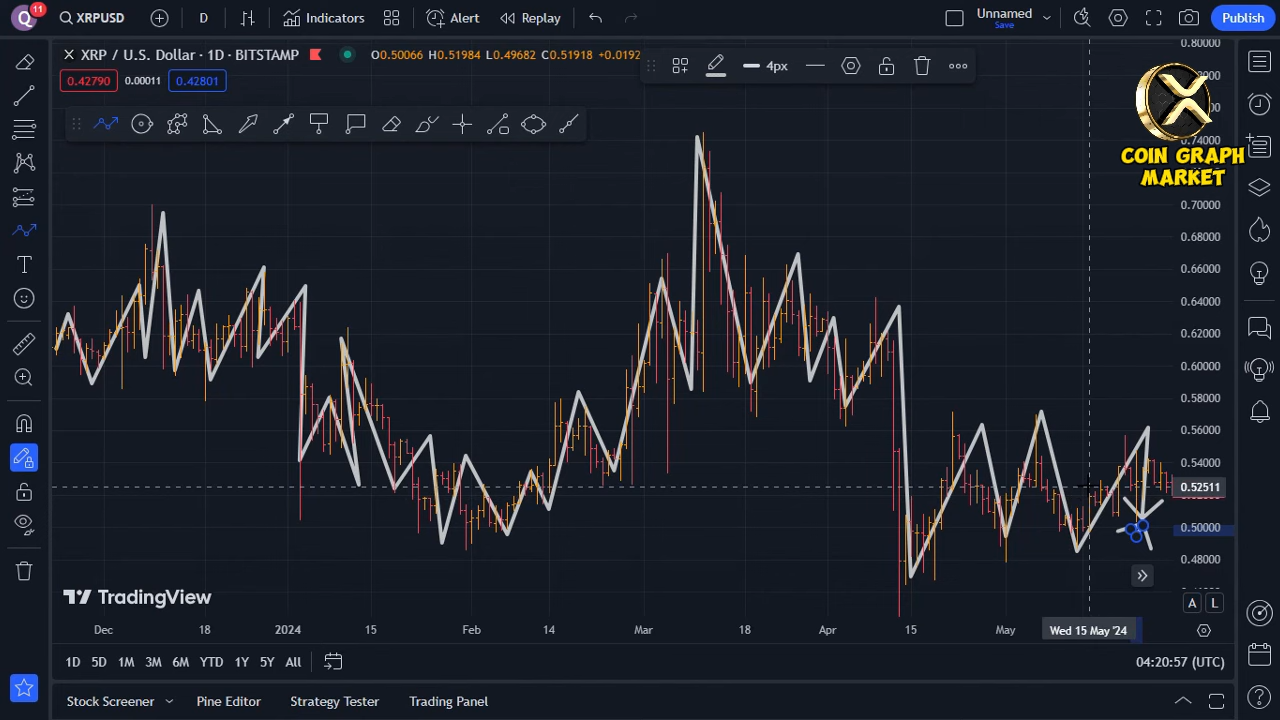 Q 11 XRPUSD D Indicators Alert Replay Unnamed Save Publish
XRP / U.S. Dollar · 1D · BITSTAMP O0.50066 H0.51984 L0.49682 C0.51918 +0.0192
0.42790 0.00011 0.42801
4px
COIN GRAPH
MARKET
0.80000
0.74000
0.70000
0.68000
0.66000
0.64000
0.62000
0.60000
0.58000
0.56000
0.54000
0.52511
0.50000
0.48000
TradingView
A L
Dec 18 2024 15 Feb 14 Mar 18 Apr 15 May Wed 15 May '24
1D 5D 1M 3M 6M YTD 1Y 5Y All 04:20:57 (UTC)
Stock Screener Pine Editor Strategy Tester Trading Panel